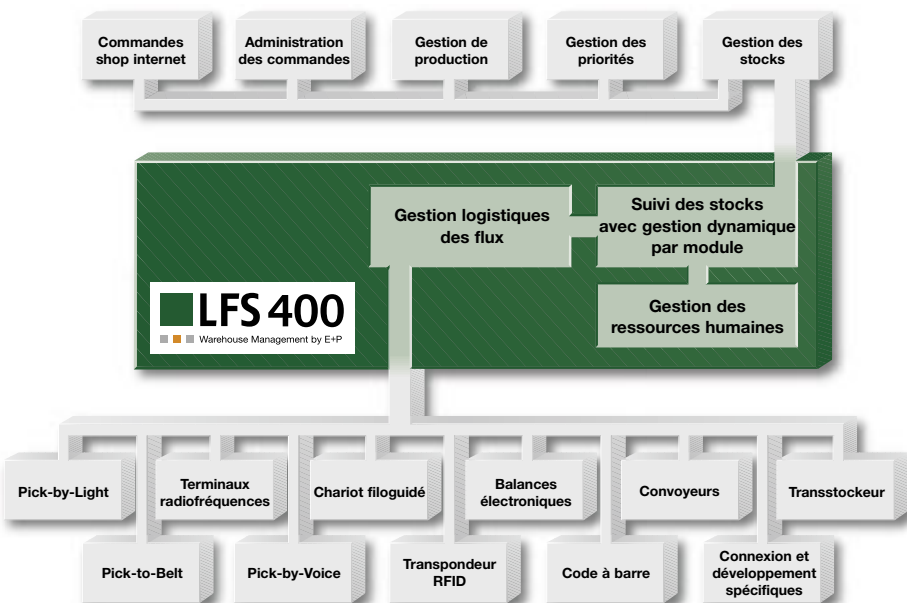 Commandes
shop internet
Administration
des commandes
Gestion de
production
Gestion des
priorités
Gestion des
stocks
Gestion logistiques
des flux
Suivi des stocks
avec gestion dynamique
par module
Gestion des
ressources humaines
LFS 400
Warehouse Management by E+P
Pick-by-Light
Terminaux
radiofréquences
Chariot filoguidé
Balances
électroniques
Convoyeurs
Transstockeur
Pick-to-Belt
Pick-by-Voice
Transpondeur
RFID
Code à barre
Connexion et
développement
spécifiques